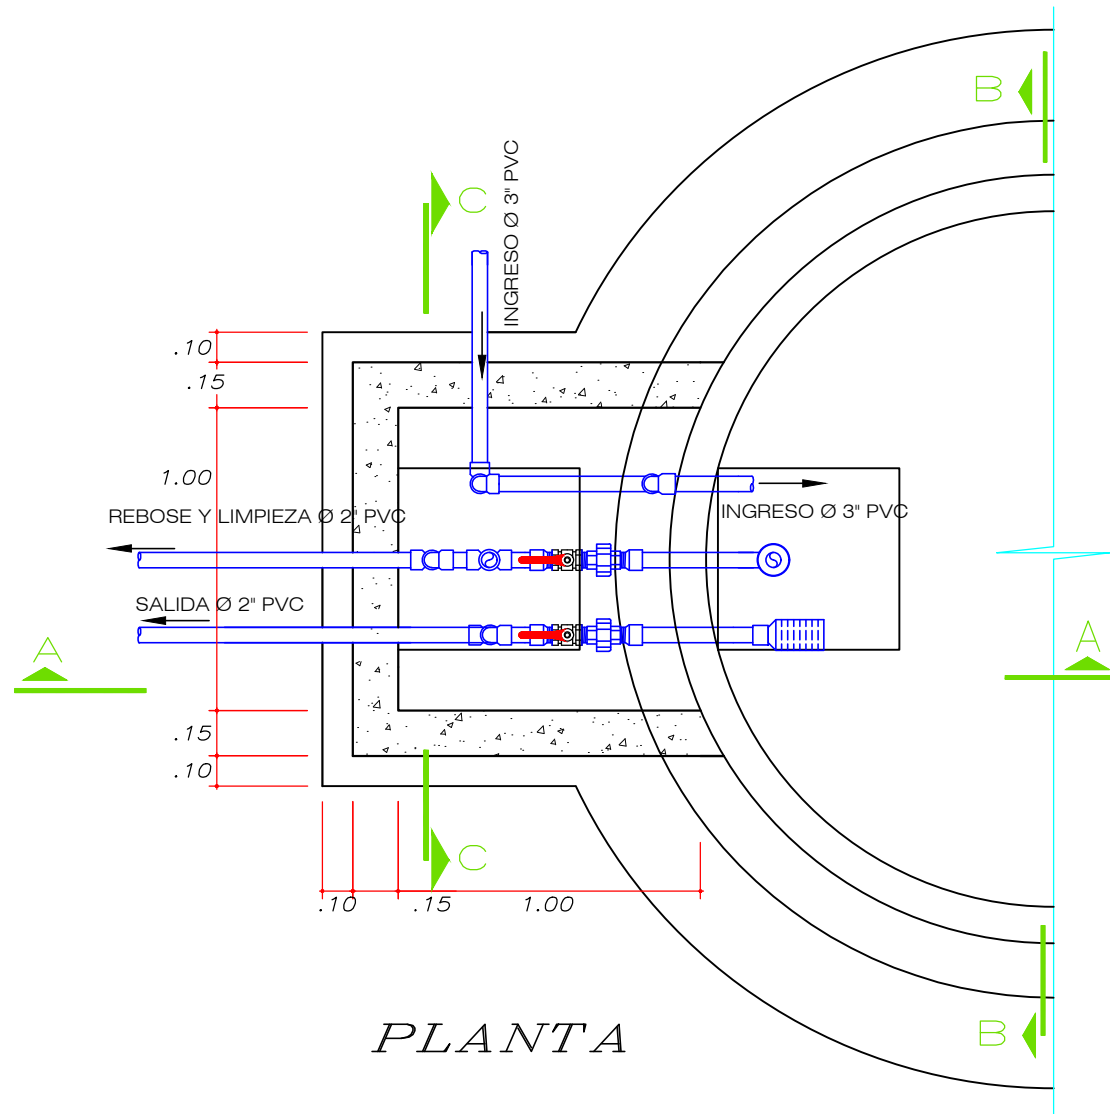 B
C
INGRESO Ø 3" PVC
.10
.15
1.00
REBOSE Y LIMPIEZA Ø 2" PVC
INGRESO Ø 3" PVC
SALIDA Ø 2" PVC
A
A
.15
.10
C
.10
.15
1.00
B
PLANTA